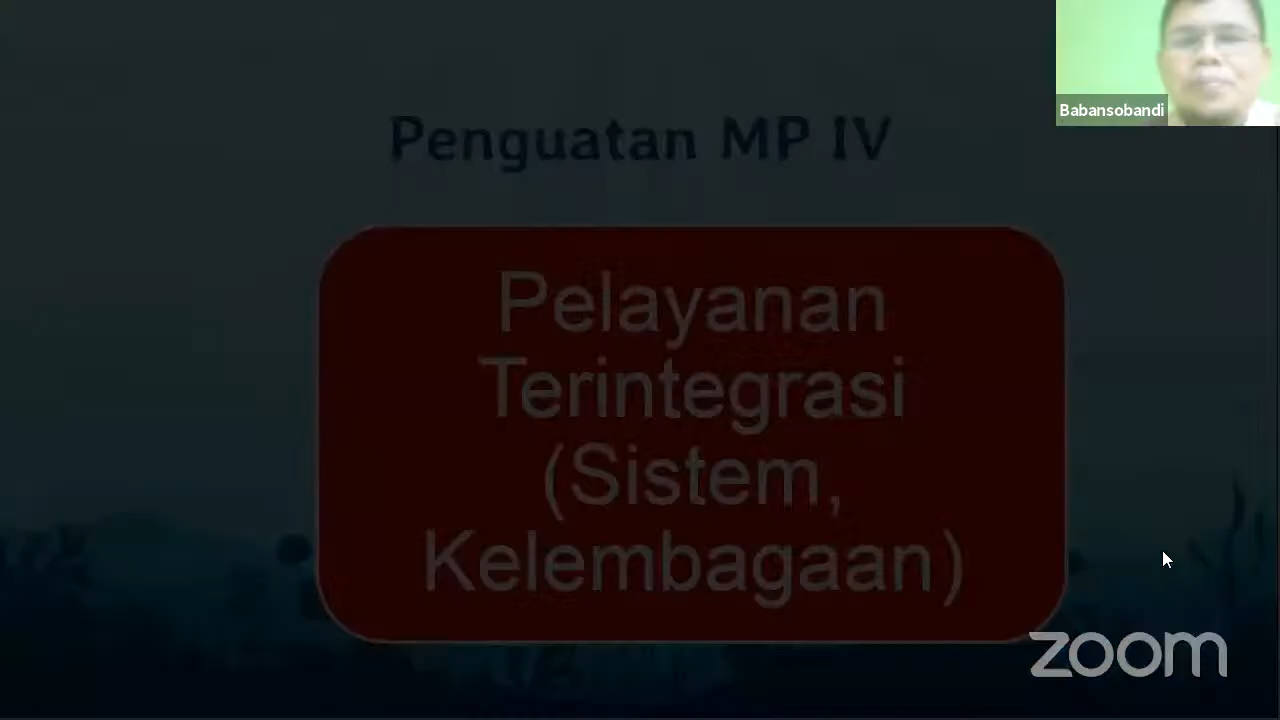 Babansobandi
Penguatan MP IV
Pelayanan
Terintegrasi
(Sistem,
Kelembagaan)
zoom